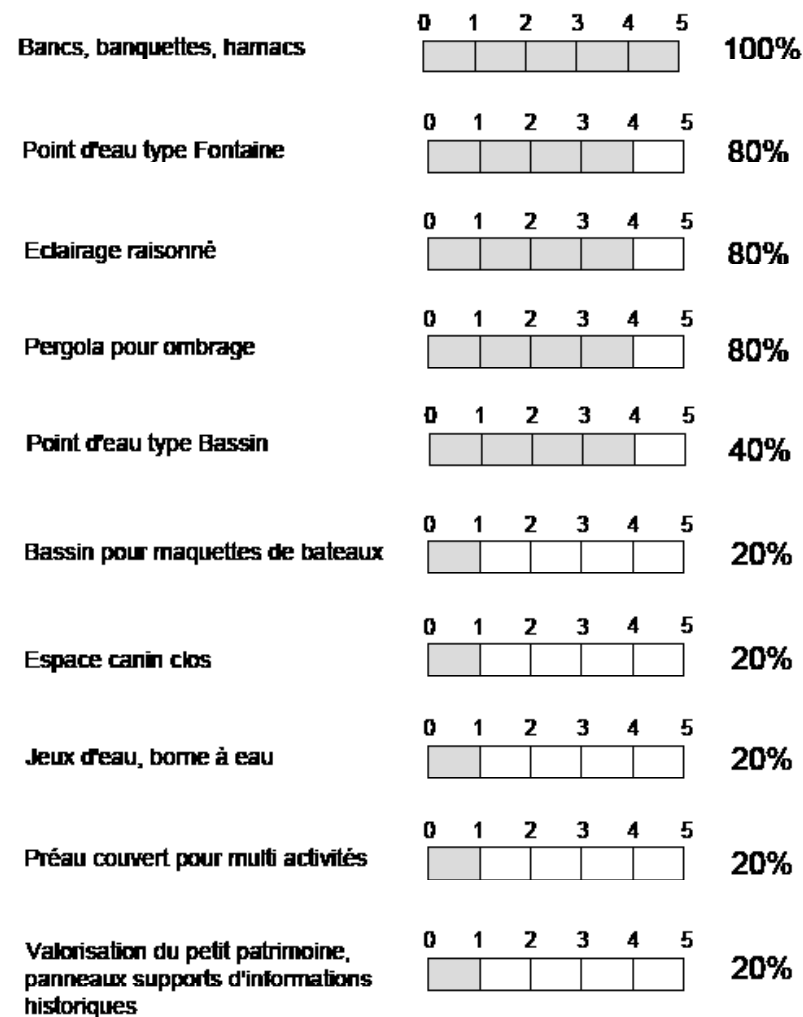 0 1 2 3 4 5
Bancs, banquettes, hamacs 100%
0 1 2 3 4 5
Point d'eau type Fontaine 80%
0 1 2 3 4 5
Eclairage raisonné 80%
0 1 2 3 4 5
Pergola pour ombrage 80%
0 1 2 3 4 5
Point d'eau type Bassin 40%
0 1 2 3 4 5
Bassin pour maquettes de bateaux 20%
0 1 2 3 4 5
Espace canin clos 20%
0 1 2 3 4 5
Jeux d'eau, borne à eau 20%
0 1 2 3 4 5
Préau couvert pour multi activités 20%
0 1 2 3 4 5
Valorisation du petit patrimoine,
panneaux supports d'informations 20%
historiques